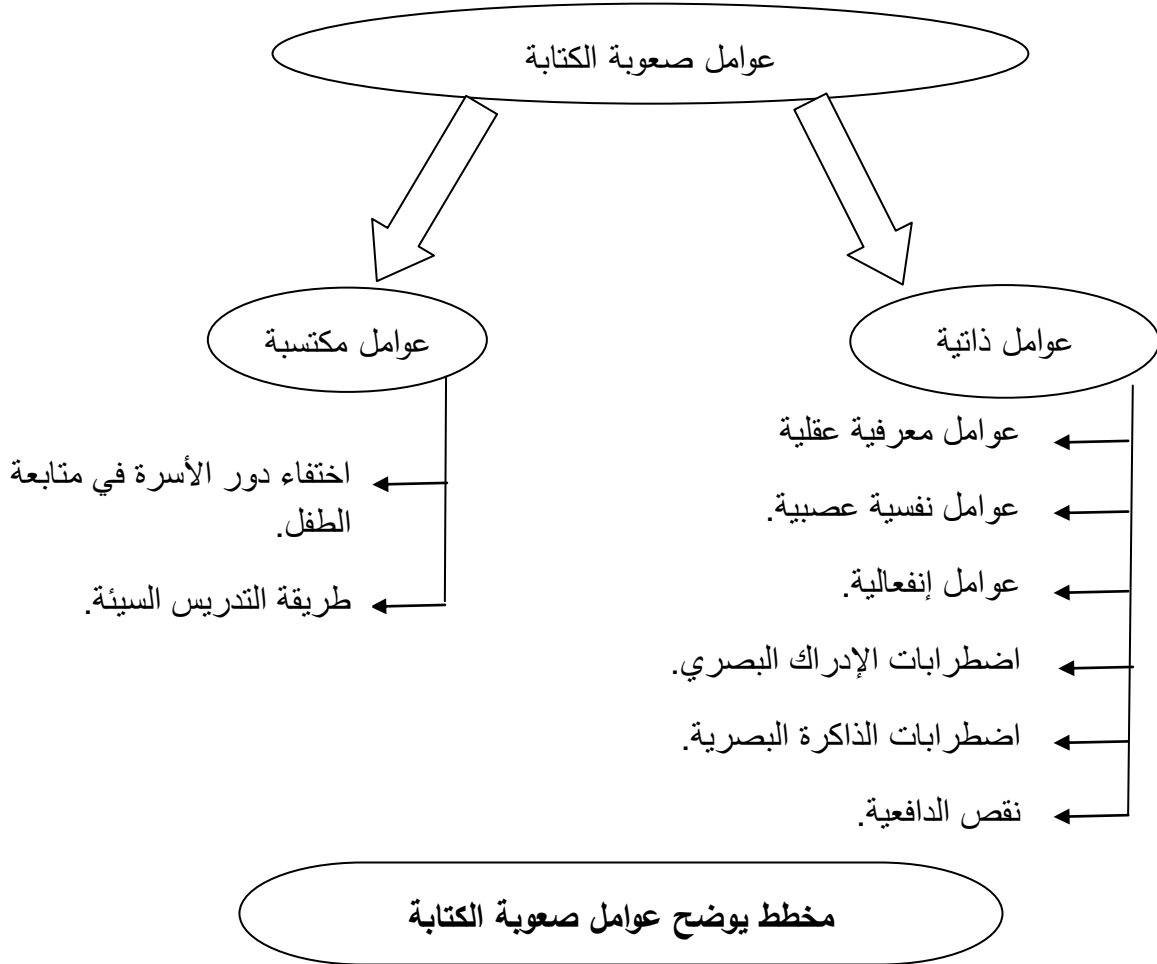 عوامل صعوبة الكتابة
عوامل ذاتية
عوامل معرفية عقلية
عوامل نفسية عصبية.
عوامل إنفعالية.
اضطرابات الإدراك البصري.
اضطرابات الذاكرة البصرية.
نقص الدافعية.
عوامل مكتسبة
اختفاء دور الأسرة في متابعة
الطفل.
طريقة التدريس السيئة.
مخطط يوضح عوامل صعوبة الكتابة